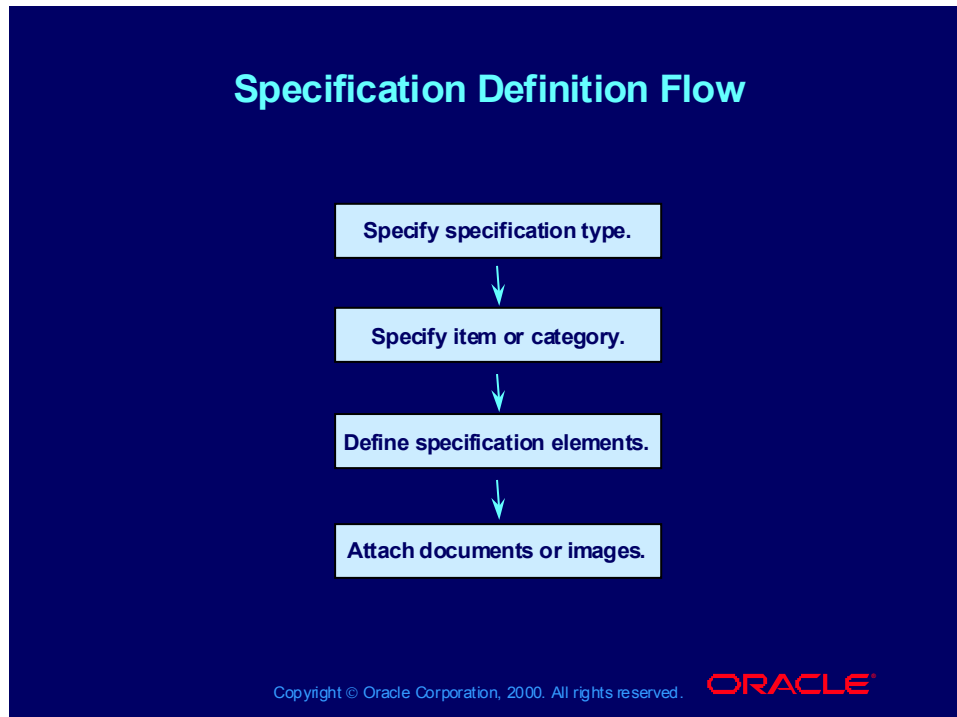 Specification Definition Flow
Specify specification type.
Specify item or category.
Define specification elements.
Attach documents or images.
Copyright © Oracle Corporation, 2000. All rights reserved.
ORACLE®